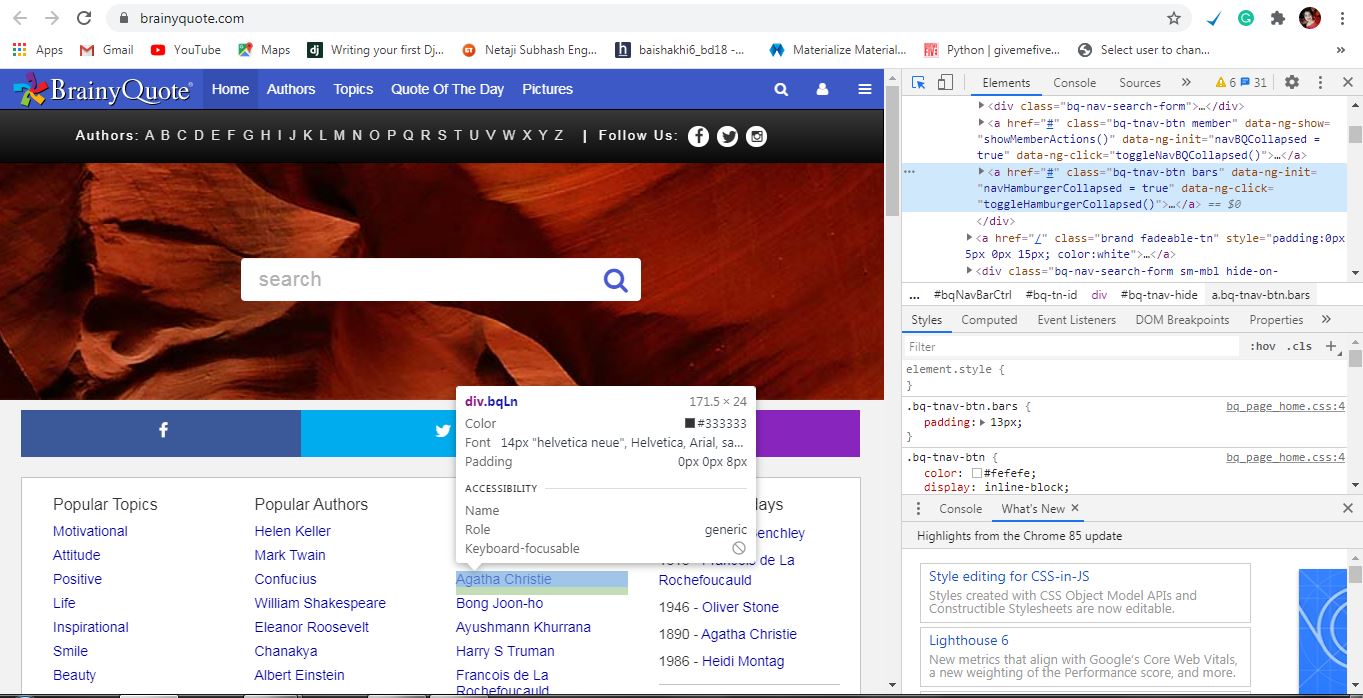 brainyquote.com
Apps Gmail YouTube Maps Writing your first Dj... Netaji Subhash Eng... baishakhi6_bd18 -... Materialize Material... Python | givemefive... Select user to chan... »
BrainyQuote® Home Authors Topics Quote Of The Day Pictures
Authors: A B C D E F G H I J K L M N O P Q R S T U V W X Y Z | Follow Us:
search
div.bqLn 171.5 × 24
Color #333333
Font 14px "helvetica neue", Helvetica, Arial, sa...
Padding 0px 0px 8px
ACCESSIBILITY
Name
Role generic
Keyboard-focusable
Popular Topics
Motivational
Attitude
Positive
Life
Inspirational
Smile
Beauty
Popular Authors
Helen Keller
Mark Twain
Confucius
William Shakespeare
Eleanor Roosevelt
Chanakya
Albert Einstein
Agatha Christie
Bong Joon-ho
Ayushmann Khurrana
Harry S Truman
Francois de La
Rochefoucauld
Rochefoucauld
1946 - Oliver Stone
1890 - Agatha Christie
1986 - Heidi Montag
Elements Console Sources » 6 31
<div class="bq-nav-search-form">…</div>
<a href="#" class="bq-tnav-btn member" data-ng-show=
"showMemberActions()" data-ng-init="navBQCollapsed =
true" data-ng-click="toggleNavBQCollapsed()">…</a>
<a href="#" class="bq-tnav-btn bars" data-ng-init=
"navHamburgerCollapsed = true" data-ng-click=
"toggleHamburgerCollapsed()">…</a> == $0
</div>
<a href="/" class="brand fadeable-tn" style="padding:0px
5px 0px 15px; color:white">…</a>
<div class="bq-nav-search-form sm-mbl hide-on-
... #bqNavBarCtrl #bq-tn-id div #bq-tnav-hide a.bq-tnav-btn.bars
Styles Computed Event Listeners DOM Breakpoints Properties »
Filter :hov .cls +
element.style {
}
.bq-tnav-btn.bars { bq_page_home.css:4
padding: 13px;
}
.bq-tnav-btn { bq_page_home.css:4
color: #fefefe;
display: inline-block;
Console What's New ×
Highlights from the Chrome 85 update
Style editing for CSS-in-JS
Styles created with CSS Object Model APIs and
Constructible Stylesheets are now editable.
Lighthouse 6
New metrics that align with Google's Core Web Vitals,
a new weighting of the Performance score, and more.